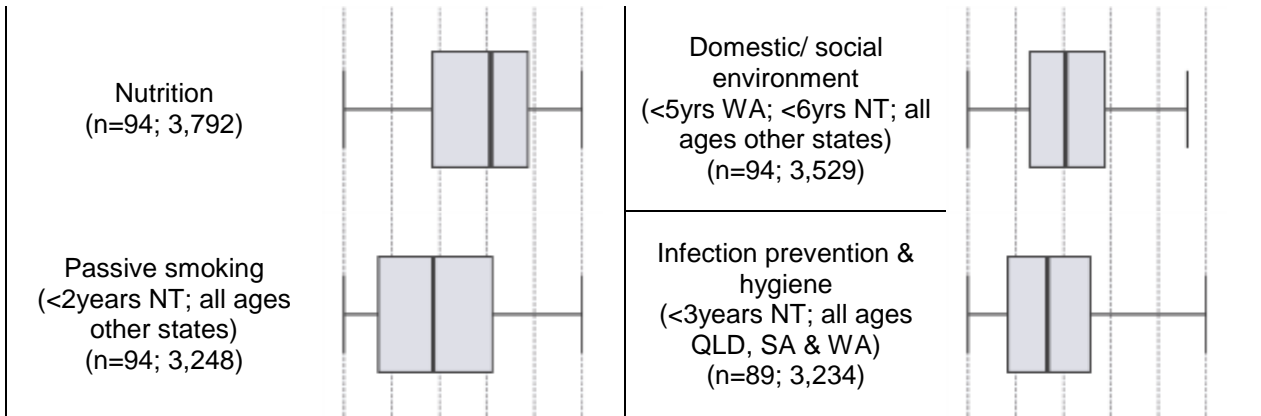 Nutrition
(n=94; 3,792)
Passive smoking
(<2years NT; all ages
other states)
(n=94; 3,248)
Domestic/ social
environment
(<5yrs WA; <6yrs NT; all
ages other states)
(n=94; 3,529)
Infection prevention &
hygiene
(<3years NT; all ages
QLD, SA & WA)
(n=89; 3,234)